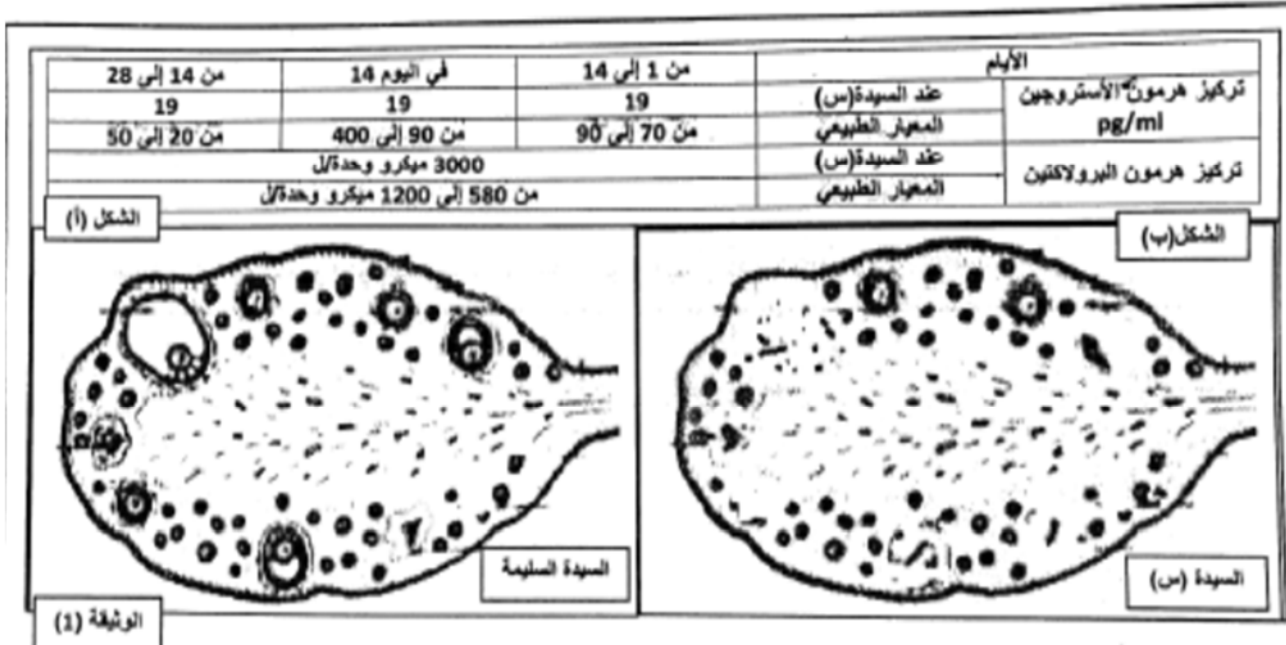 الأيام من 1 إلى 14 في اليوم 14 من 14 إلى 28
تركيز هرمون الأستروجين pg/ml عند السيدة(س) 19 19 19
المعيار الطبيعي من 70 إلى 90 من 90 إلى 400 من 20 إلى 50
تركيز هرمون البرولاكتين عند السيدة(س) 3000 ميكرو وحدة/ل
المعيار الطبيعي من 580 إلى 1200 ميكرو وحدة/ل
الشكل (أ)
الشكل(ب)
السيدة (س)
السيدة السليمة
الوثيقة (1)